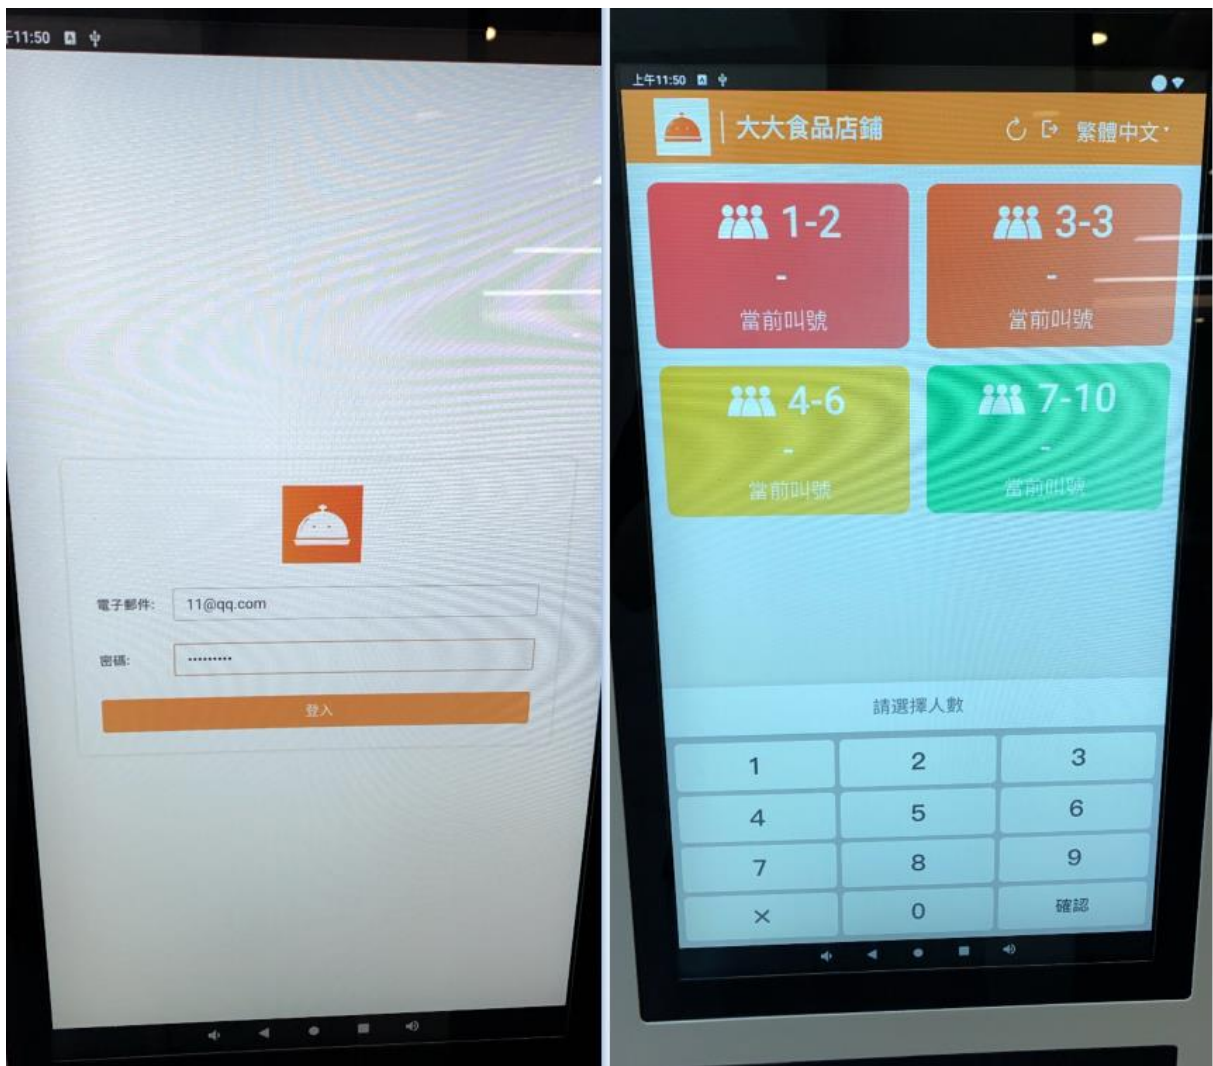 11:50
電子郵件:
11@qq.com
密碼:
•••••••••
登入
上午11:50
大大食品店鋪
繁體中文
1-2
-
當前叫號
3-3
-
當前叫號
4-6
-
當前叫號
7-10
-
當前叫號
請選擇人數
1
2
3
4
5
6
7
8
9
×
0
確認